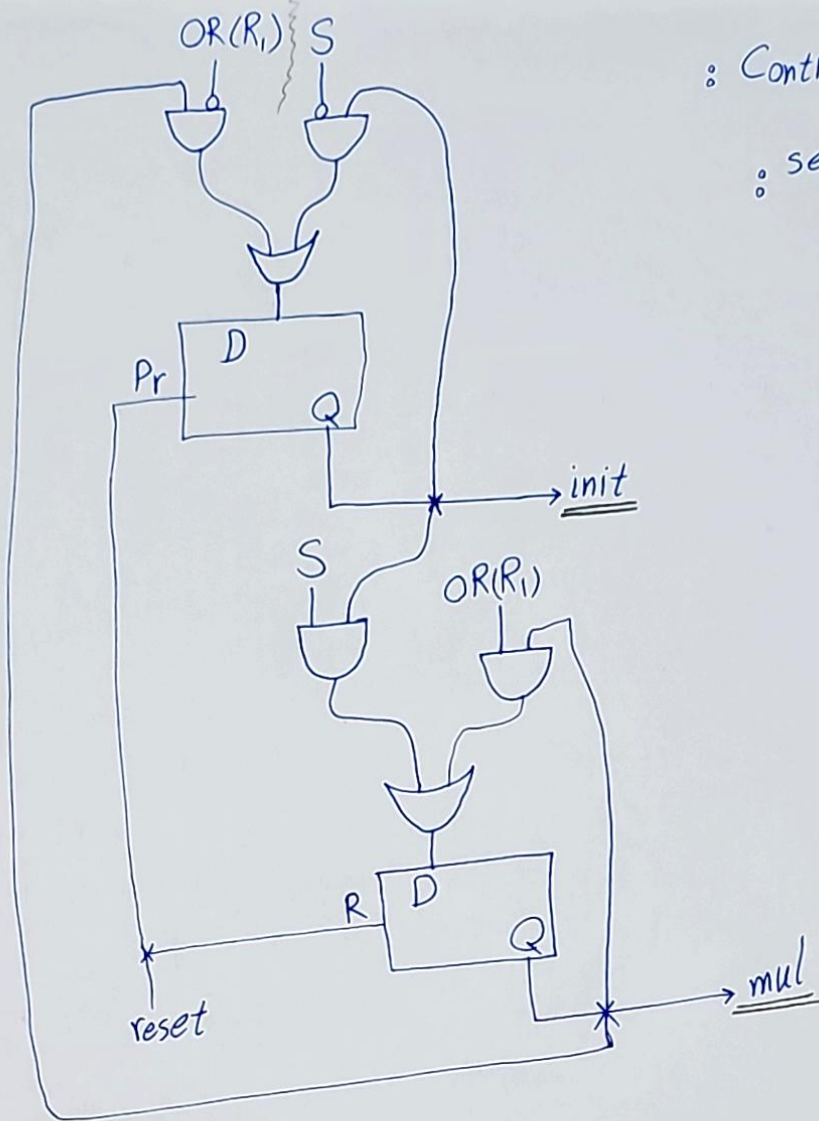 OR(R₁) S
: Cont
: se
D
Pr
Q
init
S
OR(R₁)
D
R
Q
mul
reset